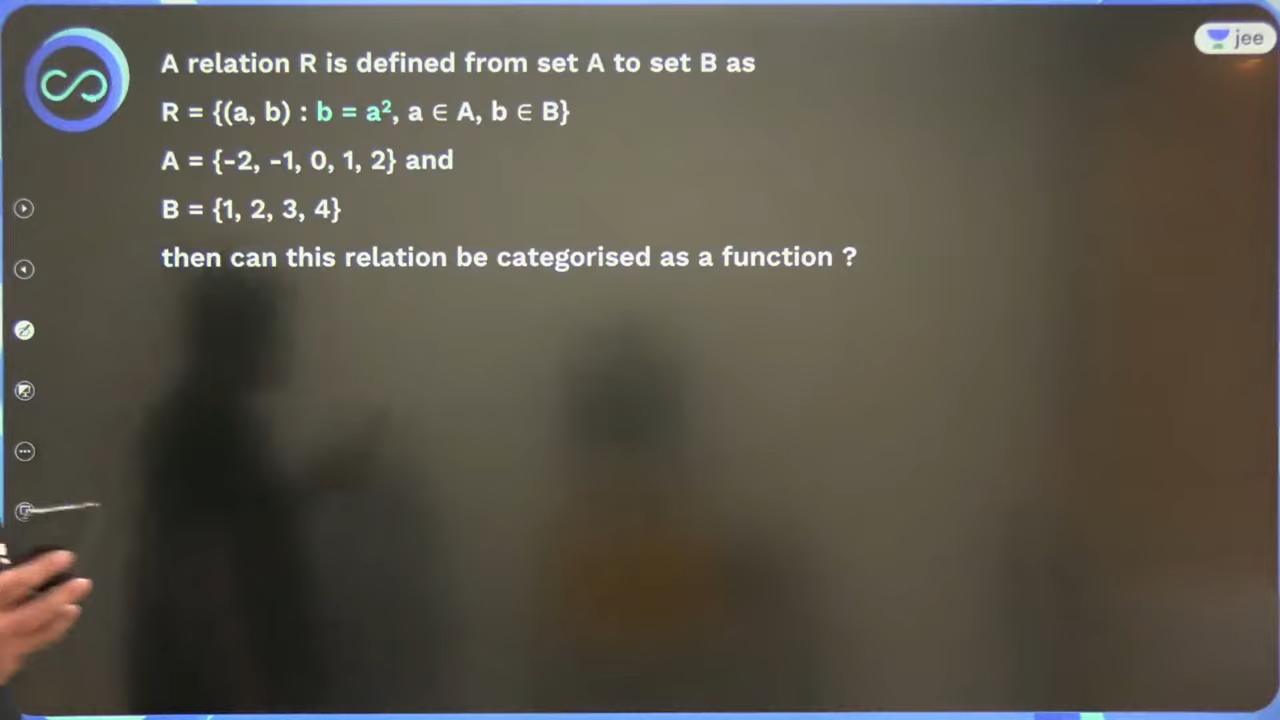 jee
A relation R is defined from set A to set B as
R = {(a, b) : b = a², a ∈ A, b ∈ B}
A = {-2, -1, 0, 1, 2} and
B = {1, 2, 3, 4}
then can this relation be categorised as a function ?